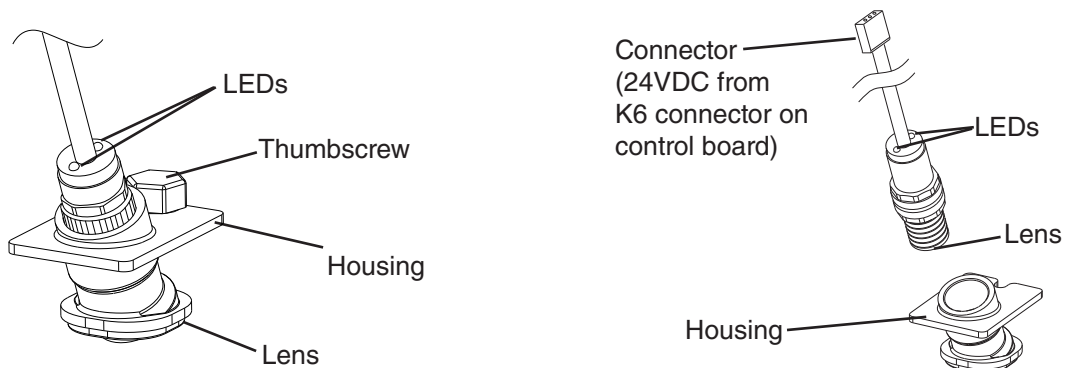 LEDs
Thumbscrew
Housing
Lens
Connector
(24VDC from
K6 connector on
control board)
LEDs
Lens
Housing